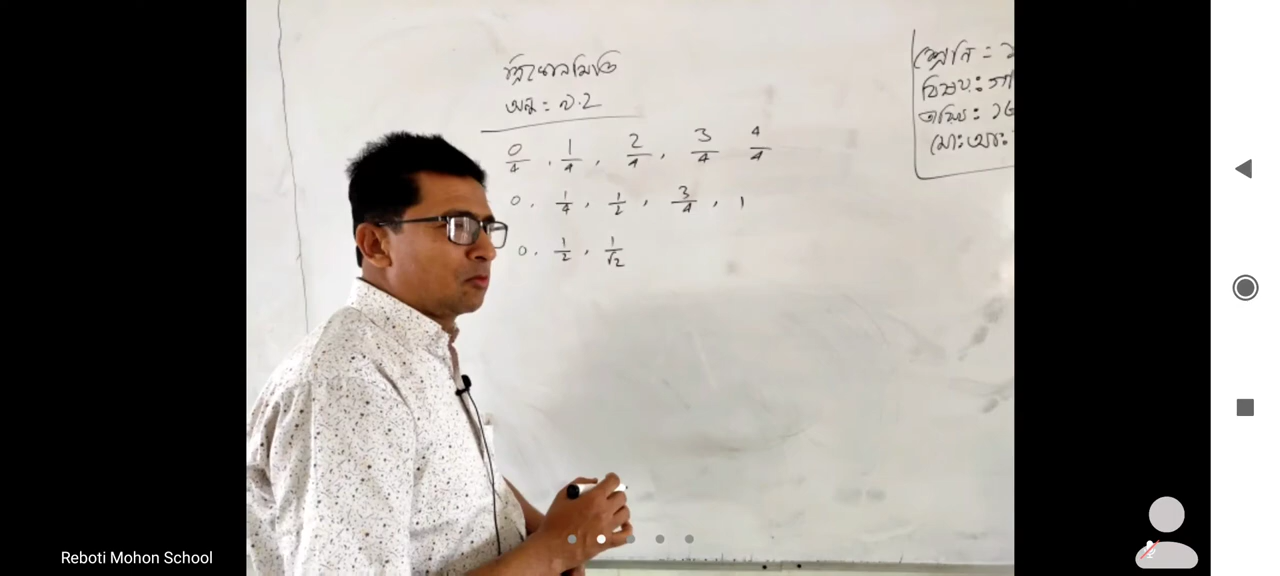 ত্রিকোনমিতি
অনু: ৯.2
0/4, 1/4, 2/4, 3/4 4/4
0, 1/4, 1/2, 3/4, 1
0, 1/2, 1/√2
শ্রেনি =
বিষয়:
তারিখ:
মো: আ:
Reboti Mohon School